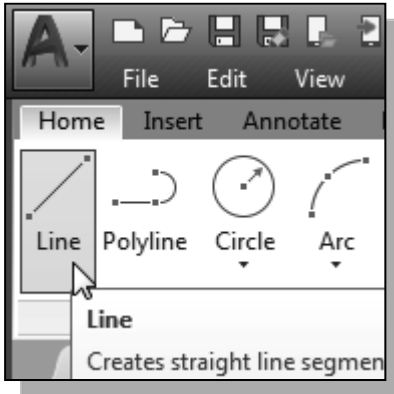 A
File Edit View
Home Insert Annotate
Line Polyline Circle Arc
Line
Creates straight line segmen